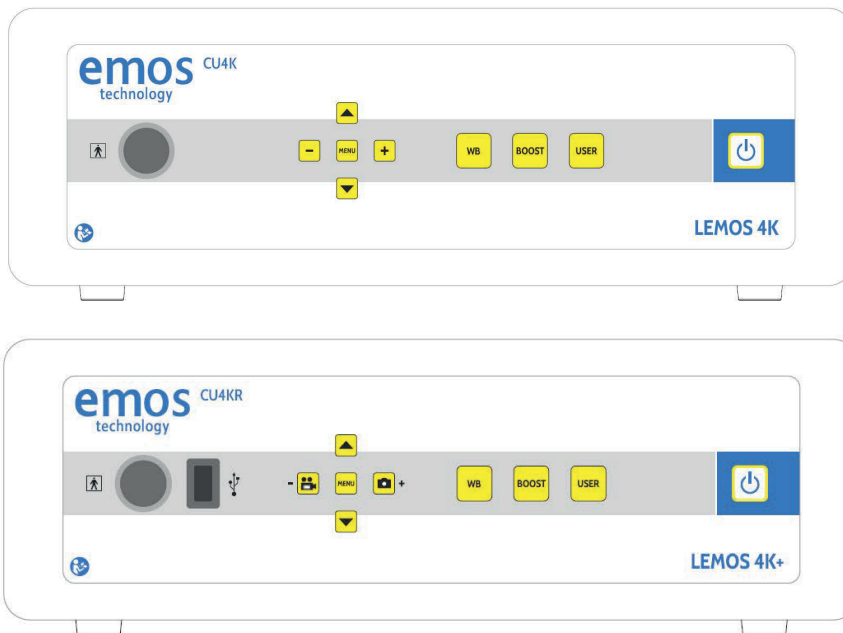 emos CU4K
technology
- MENU +
WB BOOST USER
LEMOS 4K
emos CU4KR
technology
- MENU +
WB BOOST USER
LEMOS 4K+